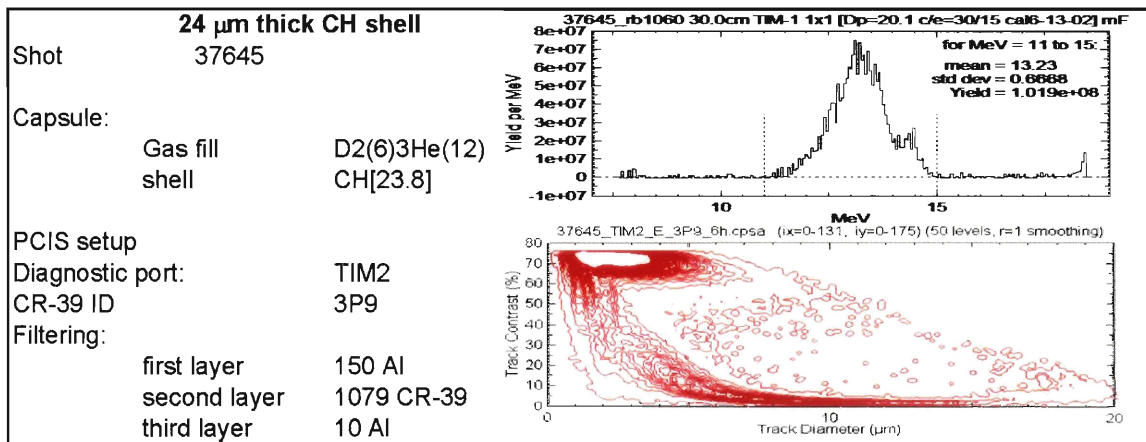 24 μm thick CH shell
Shot 37645
Capsule:
Gas fill D2(6)3He(12)
shell CH[23.8]
PCIS setup
Diagnostic port: TIM2
CR-39 ID 3P9
Filtering:
first layer 150 Al
second layer 1079 CR-39
third layer 10 Al
37645_rb1060 30.0cm TIM-1 1x1 [Dp=20.1 c/e=30/15 cal6-13-02] mF
for MeV = 11 to 15:
mean = 13.23
std dev = 0.6668
Yield = 1.019e+08
Yield per MeV
8e+07
7e+07
6e+07
5e+07
4e+07
3e+07
2e+07
1e+07
0
-1e+07
10 15
MeV
37645_TIM2_E_3P9_6h.cpsa (ix=0-131, iy=0-175) (50 levels, r=1 smoothing)
Track Contrast (%)
80
70
60
50
40
30
20
10
0
0 10 20
Track Diameter (μm)